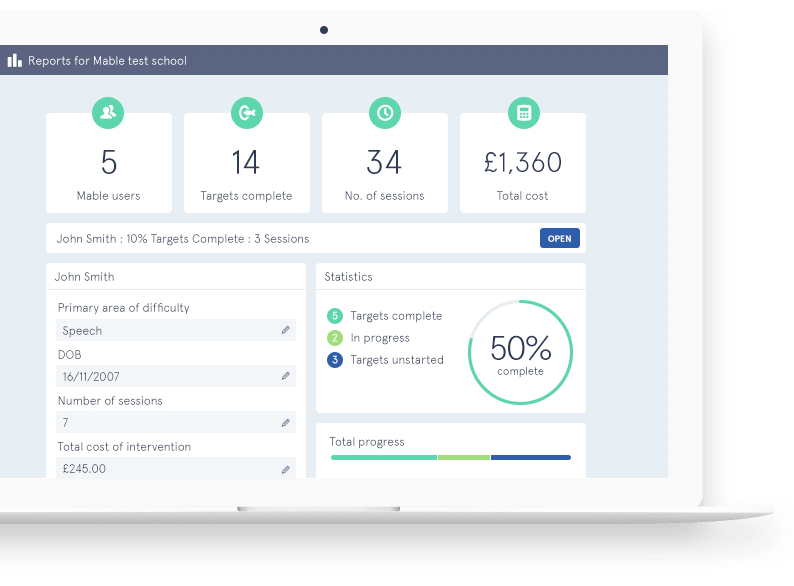 Reports for Mable test school
5
Mable users
14
Targets complete
34
No. of sessions
£1,360
Total cost
John Smith : 10% Targets Complete : 3 Sessions
OPEN
John Smith
Primary area of difficulty
Speech
DOB
16/11/2007
Number of sessions
7
Total cost of intervention
£245.00
Statistics
5 Targets complete
2 In progress
3 Targets unstarted
50%
complete
Total progress